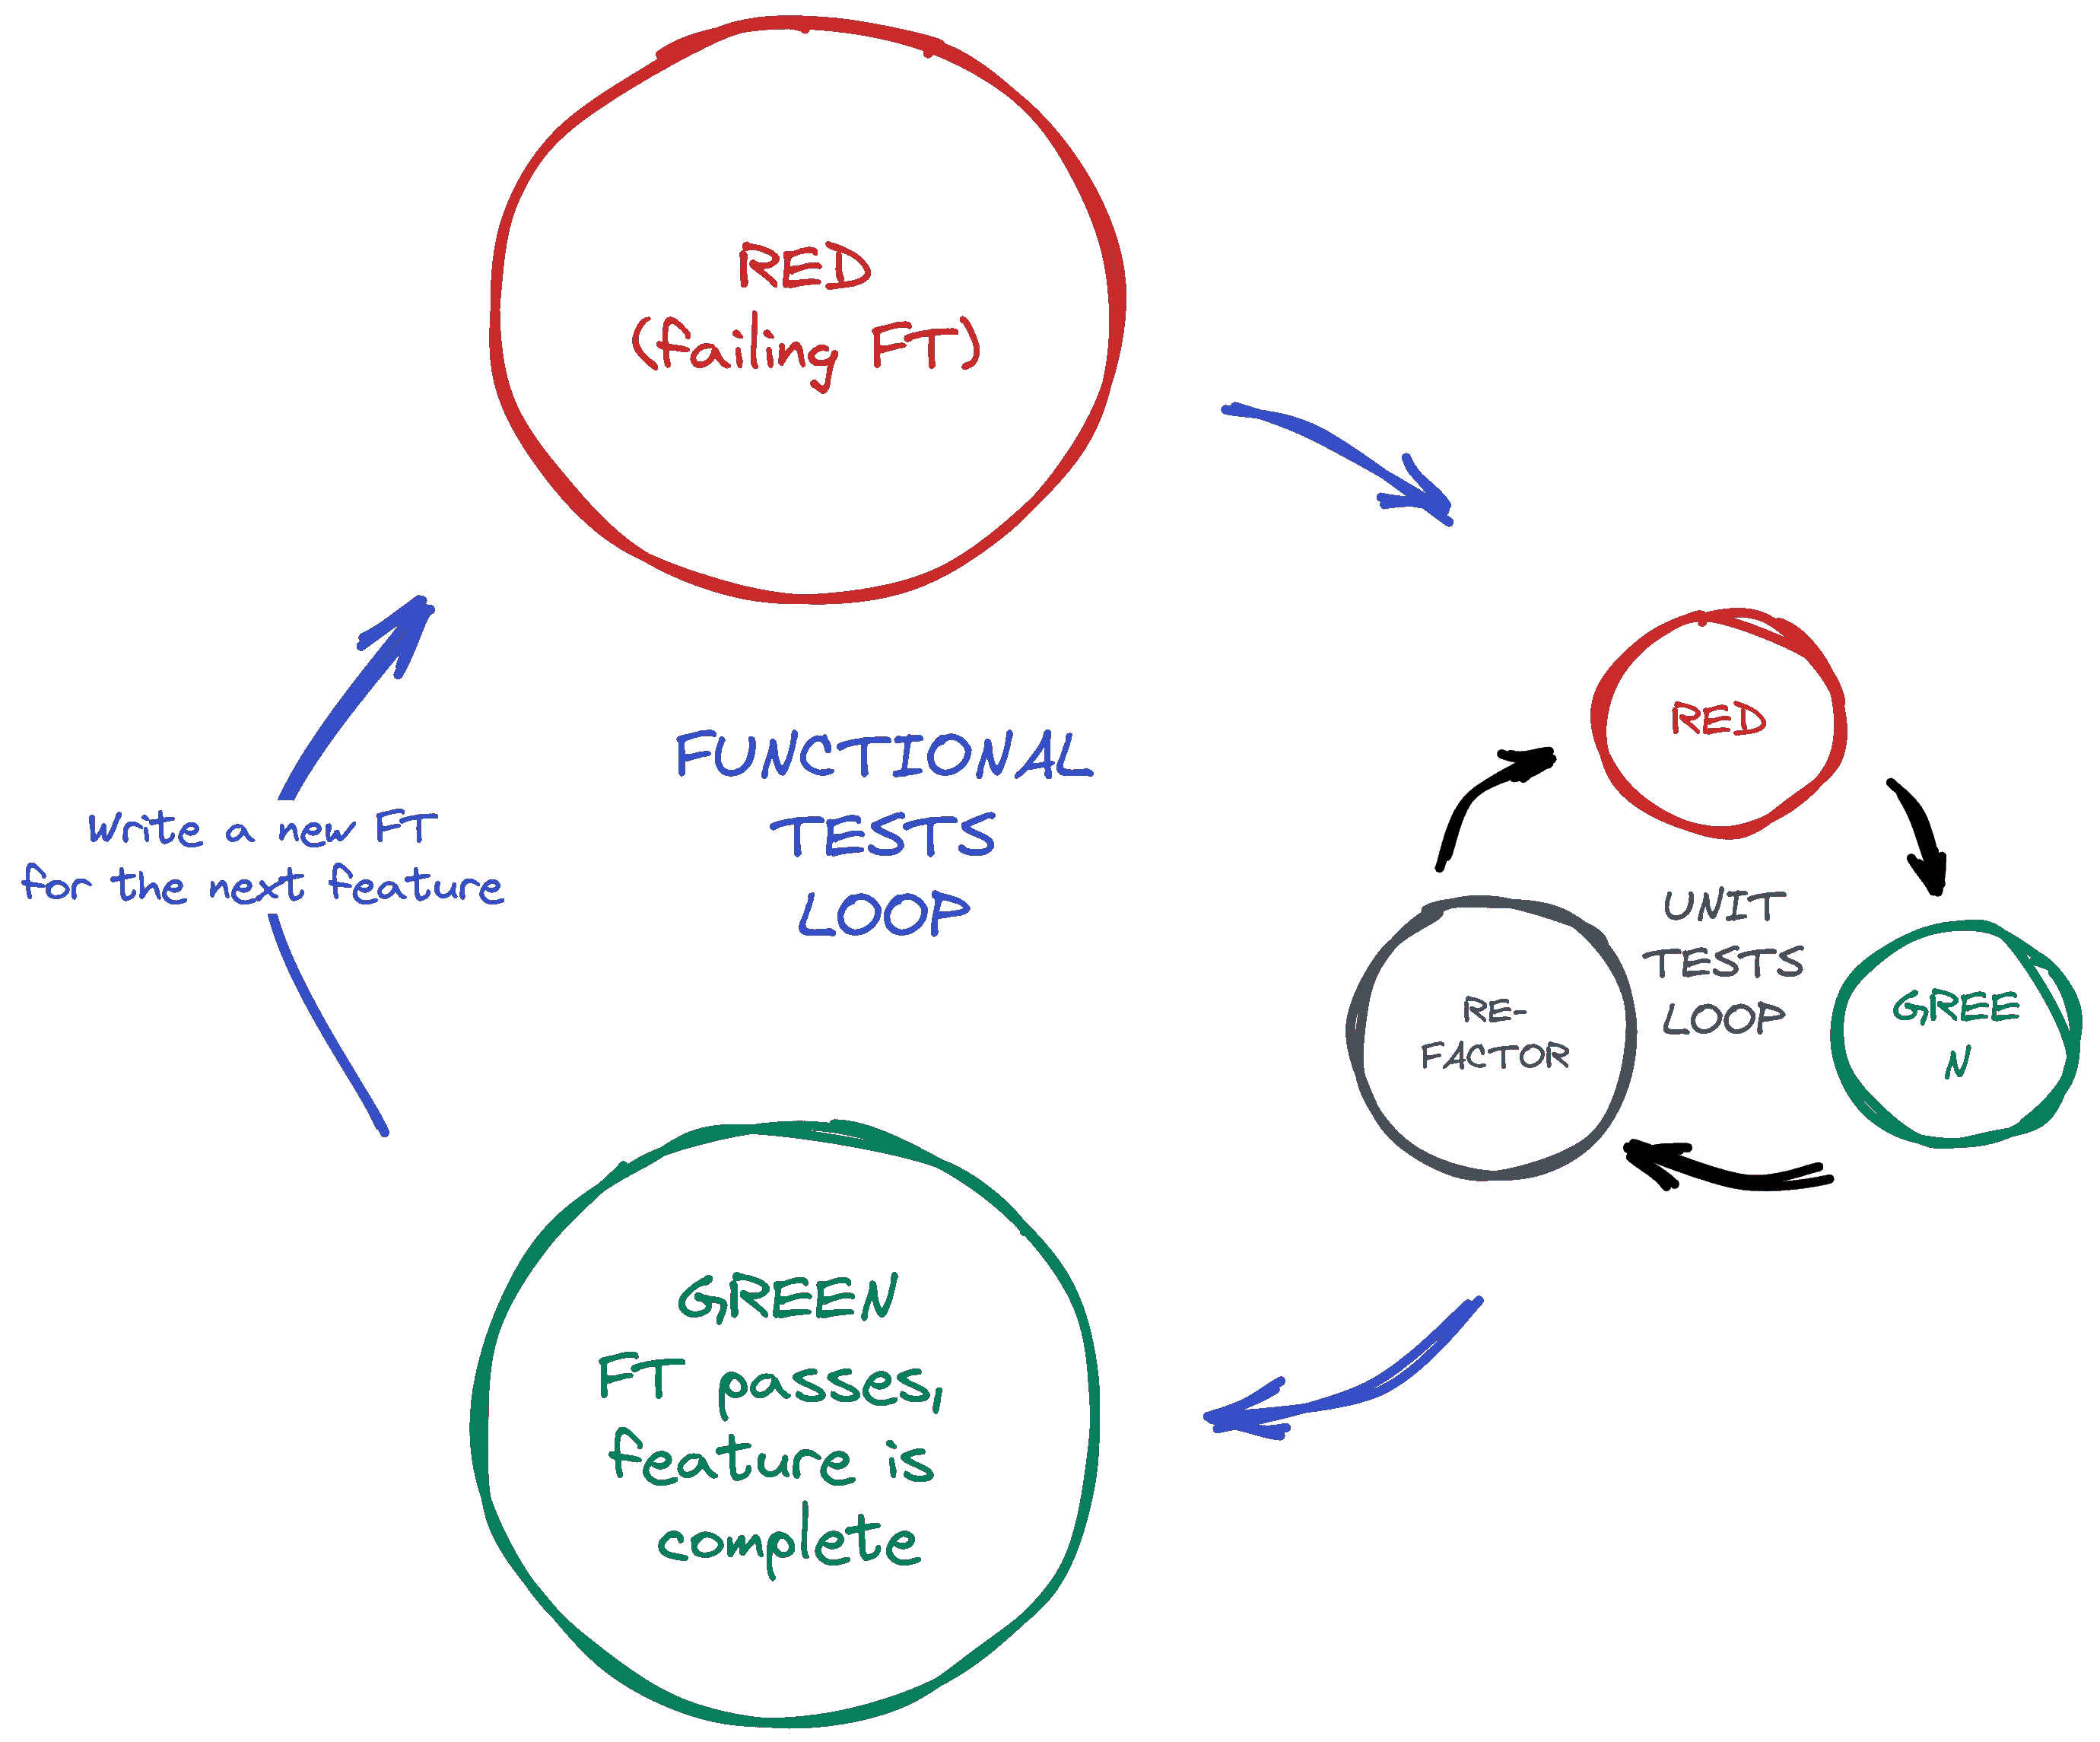 RED
(failing FT)
Write a new FT
for the next feature
FUNCTIONAL
TESTS
LOOP
RED
UNIT
TESTS
LOOP
RE-
FACTOR
GREE
N
GREEN
FT passes,
feature is
complete